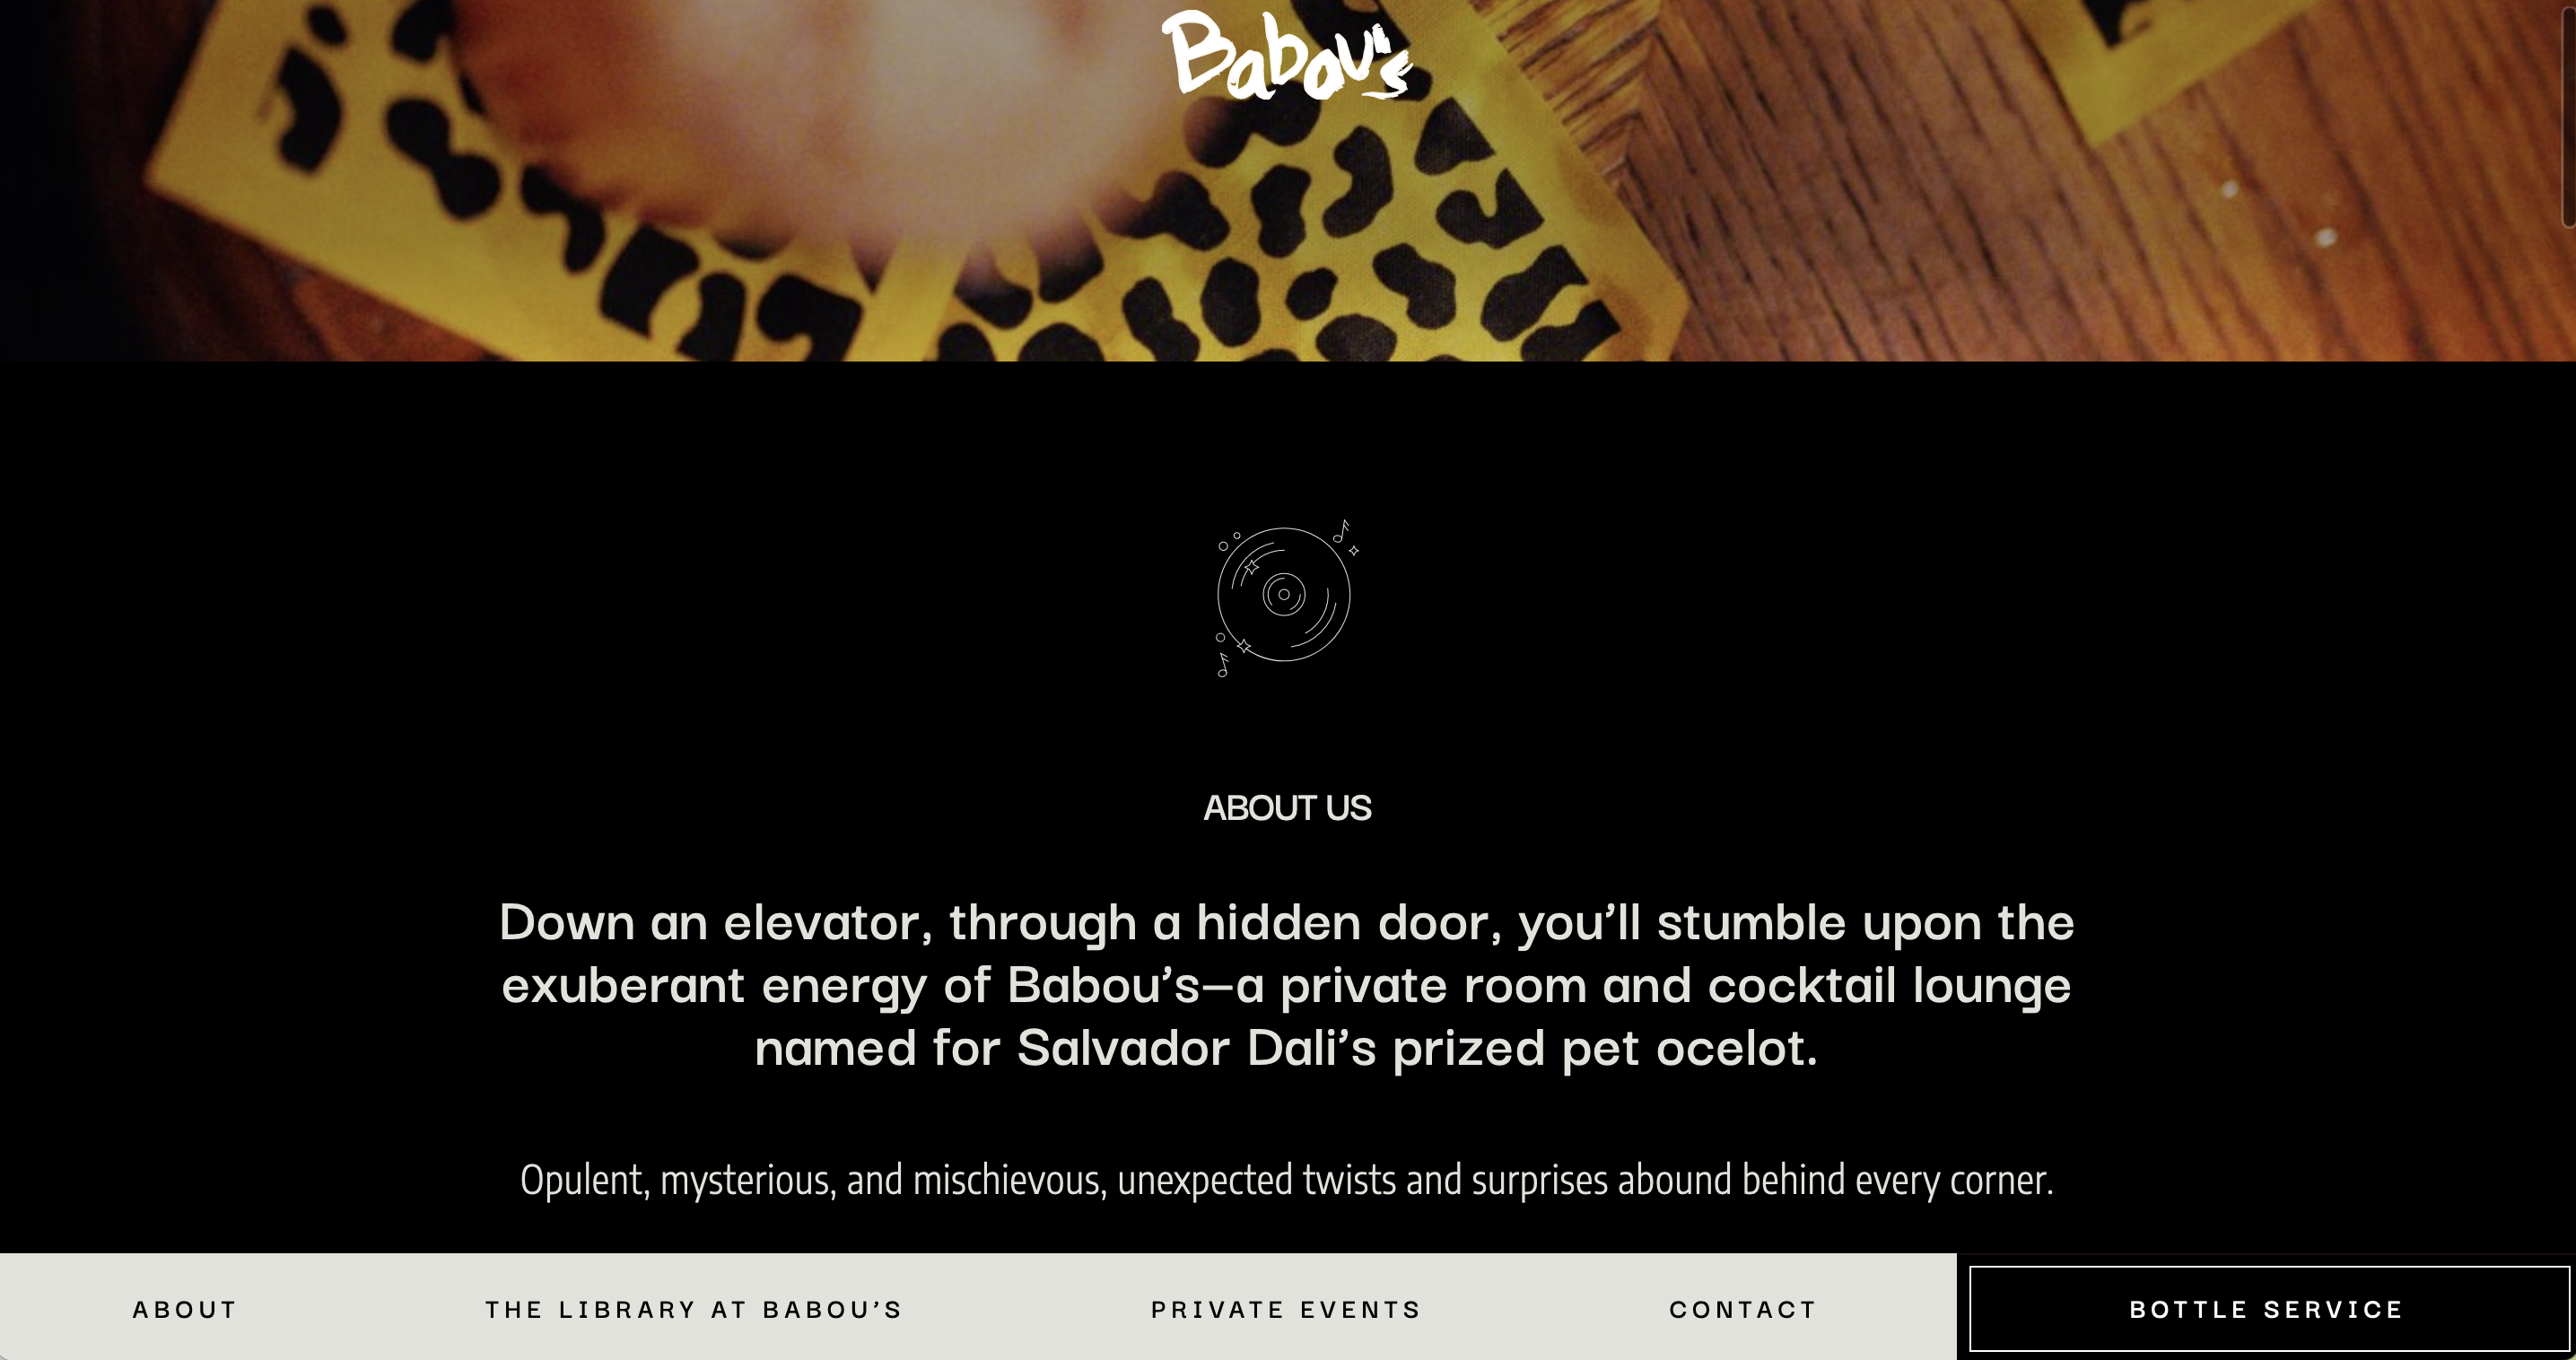 Babou's
ABOUT US
Down an elevator, through a hidden door, you’ll stumble upon the
exuberant energy of Babou’s—a private room and cocktail lounge
named for Salvador Dali’s prized pet ocelot.
Opulent, mysterious, and mischievous, unexpected twists and surprises abound behind every corner.
ABOUT
THE LIBRARY AT BABOU’S
PRIVATE EVENTS
CONTACT
BOTTLE SERVICE